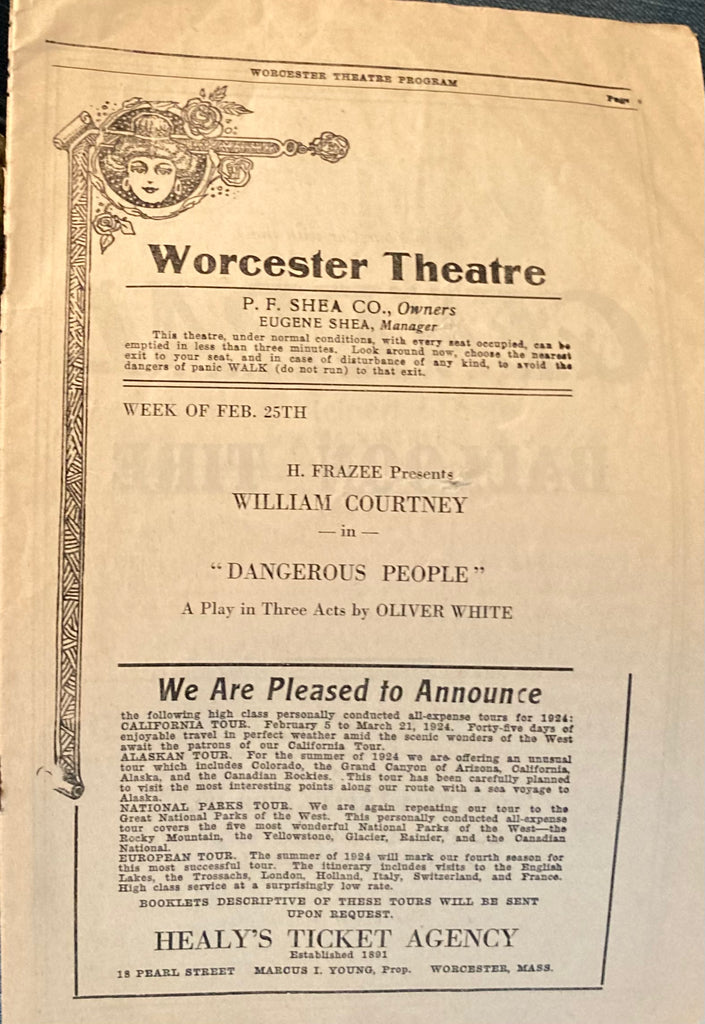 WORCESTER THEATRE PROGRAM
Page
Worcester Theatre
P. F. SHEA CO., Owners
EUGENE SHEA, Manager
This theatre, under normal conditions, with every seat occupied, can be
emptied in less than three minutes. Look around now, choose the nearest
exit to your seat, and in case of disturbance of any kind, to avoid the
dangers of panic WALK (do not run) to that exit.
WEEK OF FEB. 25TH
H. FRAZEE Presents
WILLIAM COURTNEY
— in —
"DANGEROUS PEOPLE"
A Play in Three Acts by OLIVER WHITE
We Are Pleased to Announce
the following high class personally conducted all-expense tours for 1924:
CALIFORNIA TOUR. February 5 to March 21, 1924. Forty-five days of
enjoyable travel in perfect weather amid the scenic wonders of the West
await the patrons of our California Tour.
ALASKAN TOUR. For the summer of 1924 we are offering an unusual
tour which includes Colorado, the Grand Canyon of Arizona, California,
Alaska, and the Canadian Rockies. .This tour has been carefully planned
to visit the most interesting points along our route with a sea voyage to
Alaska.
NATIONAL PARKS TOUR. We are again repeating our tour to the
Great National Parks of the West. This personally conducted all-expense
tour covers the five most wonderful National Parks of the West—the
Rocky Mountain, the Yellowstone, Glacier, Rainier, and the Canadian
National.
EUROPEAN TOUR. The summer of 1924 will mark our fourth season for
this most successful tour. The itinerary includes visits to the English
Lakes, the Trossachs, London, Holland, Italy, Switzerland, and France.
High class service at a surprisingly low rate.
BOOKLETS DESCRIPTIVE OF THESE TOURS WILL BE SENT
UPON REQUEST.
HEALY'S TICKET AGENCY
Established 1891
18 PEARL STREET MARCUS I. YOUNG, Prop. WORCESTER, MASS.